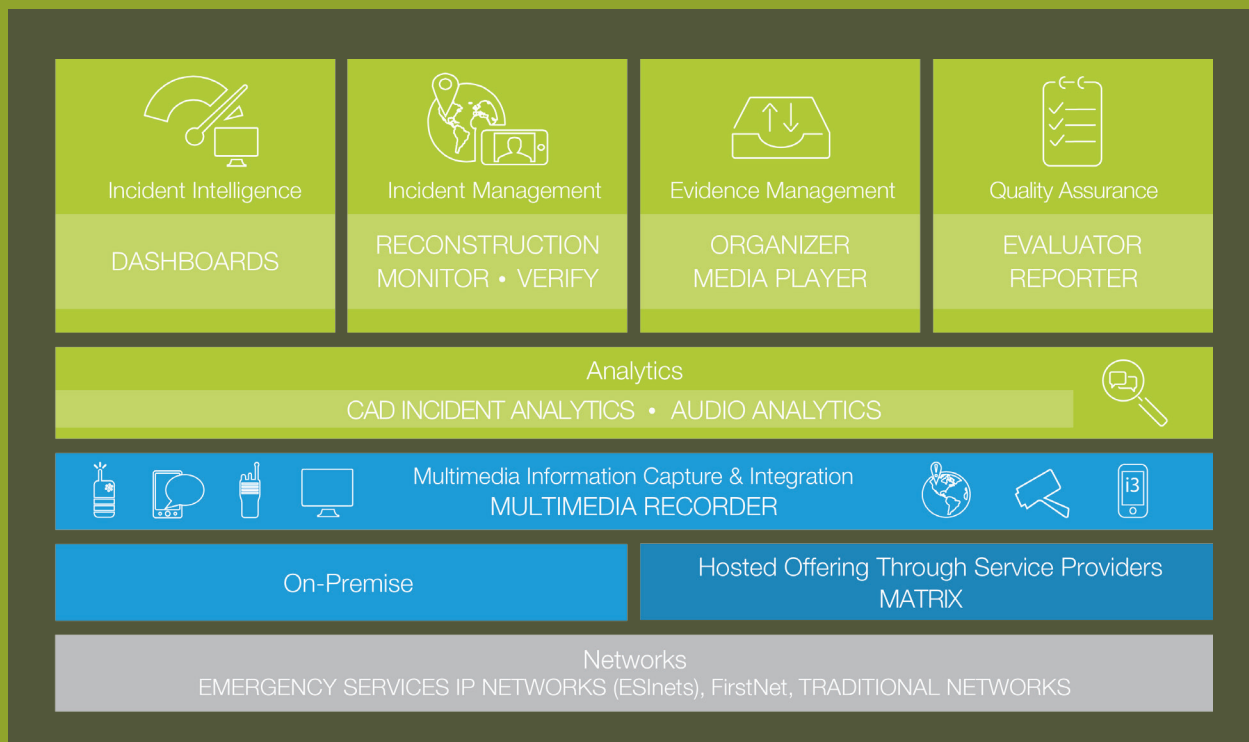 Incident Intelligence
DASHBOARDS
Incident Management
RECONSTRUCTION
MONITOR • VERIFY
Evidence Management
ORGANIZER
MEDIA PLAYER
Quality Assurance
EVALUATOR
REPORTER
Analytics
CAD INCIDENT ANALYTICS • AUDIO ANALYTICS
Multimedia Information Capture & Integration
MULTIMEDIA RECORDER
i3
On-Premise
Hosted Offering Through Service Providers
MATRIX
Networks
EMERGENCY SERVICES IP NETWORKS (ESInets), FirstNet, TRADITIONAL NETWORKS